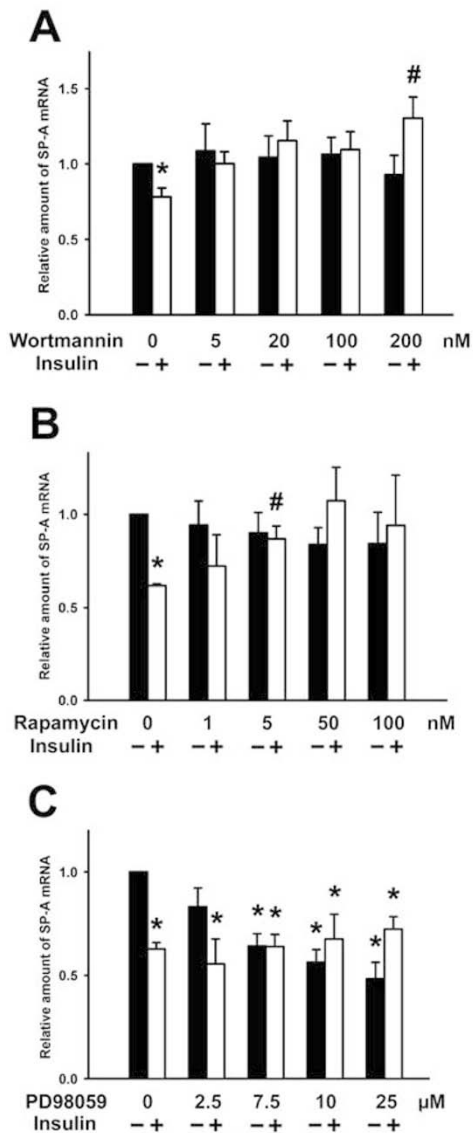 A
Relative amount of SP-A mRNA
1.5
1.0
0.5
0.0
* #
Wortmannin 0 5 20 100 200 nM
Insulin − + − + − + − + − +
B
Relative amount of SP-A mRNA
1.0
0.5
0.0
* #
Rapamycin 0 1 5 50 100 nM
Insulin − + − + − + − + − +
C
Relative amount of SP-A mRNA
1.0
0.5
0.0
* * * * * * * *
PD98059 0 2.5 7.5 10 25 µM
Insulin − + − + − + − + − +